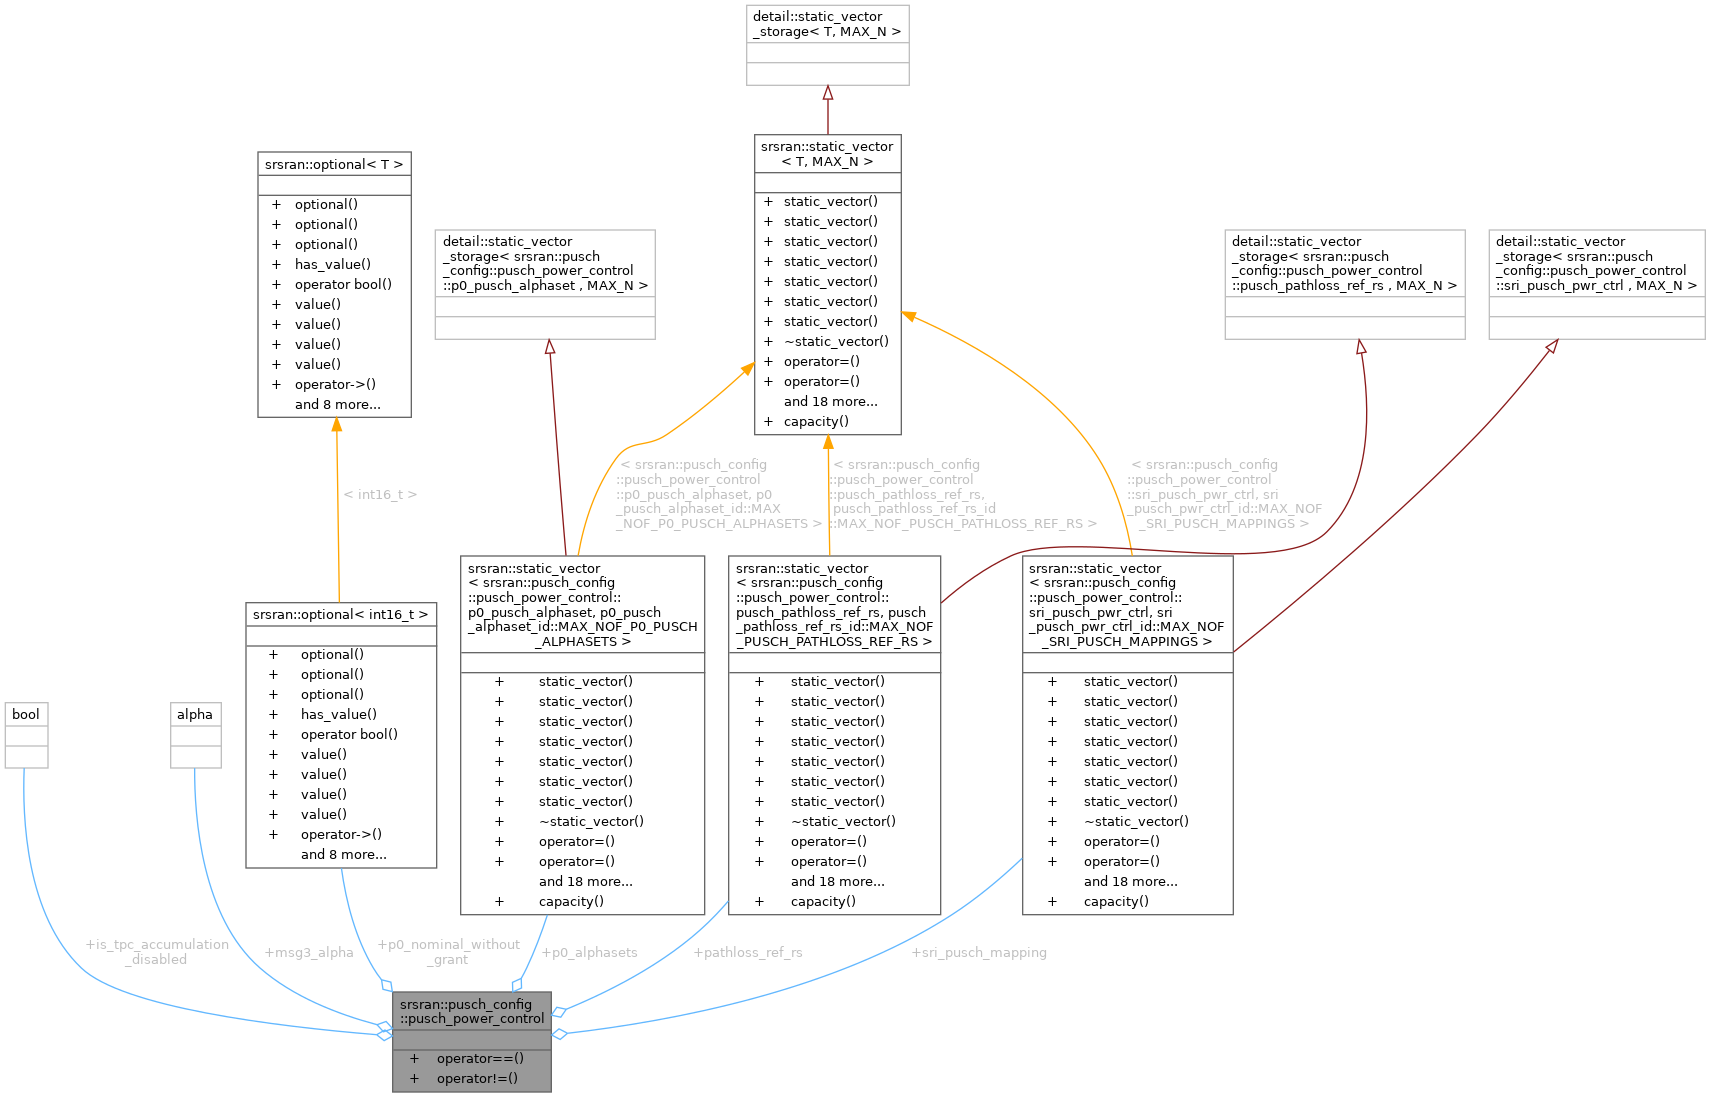 detail::static_vector
_storage< T, MAX_N >
srsran::static_vector
< T, MAX_N >
+ static_vector()
+ static_vector()
+ static_vector()
+ static_vector()
+ static_vector()
+ static_vector()
+ static_vector()
+ ~static_vector()
+ operator=()
+ operator=()
and 18 more...
+ capacity()
srsran::optional< T >
+ optional()
+ optional()
+ optional()
+ has_value()
+ operator bool()
+ value()
+ value()
+ value()
+ value()
+ operator->()
and 8 more...
detail::static_vector
_storage< srsran::pusch
_config::pusch_power_control
::p0_pusch_alphaset , MAX_N >
detail::static_vector
_storage< srsran::pusch
_config::pusch_power_control
::pusch_pathloss_ref_rs , MAX_N >
detail::static_vector
_storage< srsran::pusch
_config::pusch_power_control
::sri_pusch_pwr_ctrl , MAX_N >
< int16_t >
< srsran::pusch_config
::pusch_power_control
::p0_pusch_alphaset, p0
_pusch_alphaset_id::MAX
_NOF_P0_PUSCH_ALPHASETS >
< srsran::pusch_config
::pusch_power_control
::pusch_pathloss_ref_rs,
pusch_pathloss_ref_rs_id
::MAX_NOF_PUSCH_PATHLOSS_REF_RS >
< srsran::pusch_config
::pusch_power_control
::sri_pusch_pwr_ctrl, sri
_pusch_pwr_ctrl_id::MAX_NOF
_SRI_PUSCH_MAPPINGS >
bool
alpha
srsran::optional< int16_t >
+ optional()
+ optional()
+ optional()
+ has_value()
+ operator bool()
+ value()
+ value()
+ value()
+ value()
+ operator->()
and 8 more...
srsran::static_vector
< srsran::pusch_config
::pusch_power_control::
p0_pusch_alphaset, p0_pusch
_alphaset_id::MAX_NOF_P0_PUSCH
_ALPHASETS >
+ static_vector()
+ static_vector()
+ static_vector()
+ static_vector()
+ static_vector()
+ static_vector()
+ static_vector()
+ ~static_vector()
+ operator=()
+ operator=()
and 18 more...
+ capacity()
srsran::static_vector
< srsran::pusch_config
::pusch_power_control::
pusch_pathloss_ref_rs, pusch
_pathloss_ref_rs_id::MAX_NOF
_PUSCH_PATHLOSS_REF_RS >
+ static_vector()
+ static_vector()
+ static_vector()
+ static_vector()
+ static_vector()
+ static_vector()
+ static_vector()
+ ~static_vector()
+ operator=()
+ operator=()
and 18 more...
+ capacity()
srsran::static_vector
< srsran::pusch_config
::pusch_power_control::
sri_pusch_pwr_ctrl, sri
_pusch_pwr_ctrl_id::MAX_NOF
_SRI_PUSCH_MAPPINGS >
+ static_vector()
+ static_vector()
+ static_vector()
+ static_vector()
+ static_vector()
+ static_vector()
+ static_vector()
+ ~static_vector()
+ operator=()
+ operator=()
and 18 more...
+ capacity()
+is_tpc_accumulation
_disabled
+msg3_alpha
+p0_nominal_without
_grant
+p0_alphasets
+pathloss_ref_rs
+sri_pusch_mapping
srsran::pusch_config
::pusch_power_control
+ operator==()
+ operator!=()